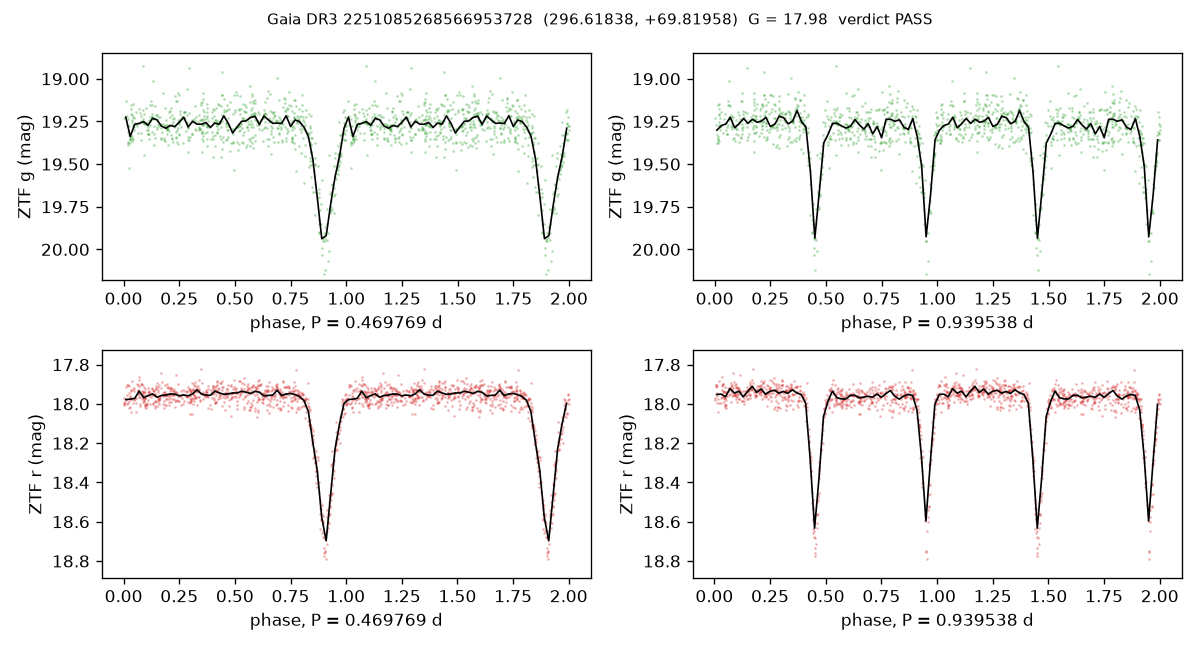 Gaia DR3 2251085268566953728 (296.61838, +69.81958) G = 17.98 verdict PASS
ZTF g (mag)
19.00
19.25
19.50
19.75
20.00
0.00 0.25 0.50 0.75 1.00 1.25 1.50 1.75 2.00
phase, P = 0.469769 d
ZTF g (mag)
19.00
19.25
19.50
19.75
20.00
0.00 0.25 0.50 0.75 1.00 1.25 1.50 1.75 2.00
phase, P = 0.939538 d
ZTF r (mag)
17.8
18.0
18.2
18.4
18.6
18.8
0.00 0.25 0.50 0.75 1.00 1.25 1.50 1.75 2.00
phase, P = 0.469769 d
ZTF r (mag)
17.8
18.0
18.2
18.4
18.6
18.8
0.00 0.25 0.50 0.75 1.00 1.25 1.50 1.75 2.00
phase, P = 0.939538 d